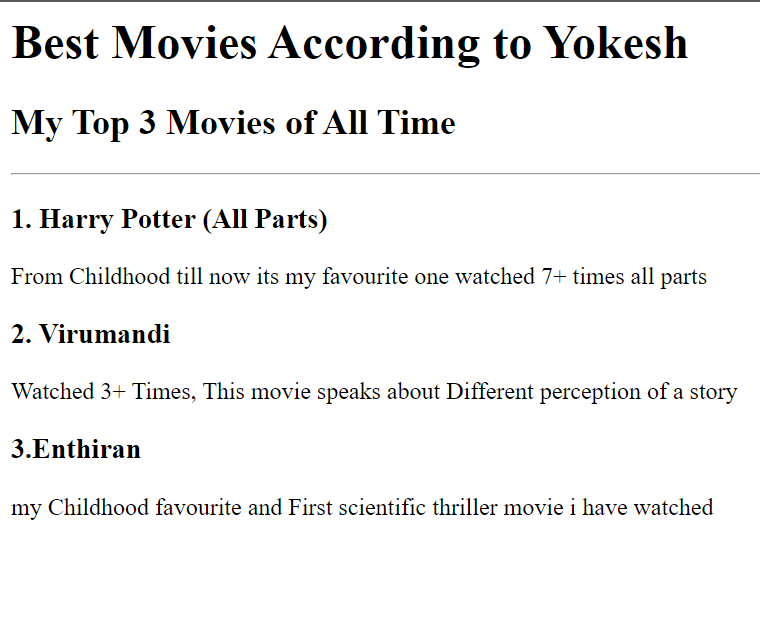 Best Movies According to Yokesh
My Top 3 Movies of All Time
1. Harry Potter (All Parts)
From Childhood till now its my favourite one watched 7+ times all parts
2. Virumandi
Watched 3+ Times, This movie speaks about Different perception of a story
3.Enthiran
my Childhood favourite and First scientific thriller movie i have watched